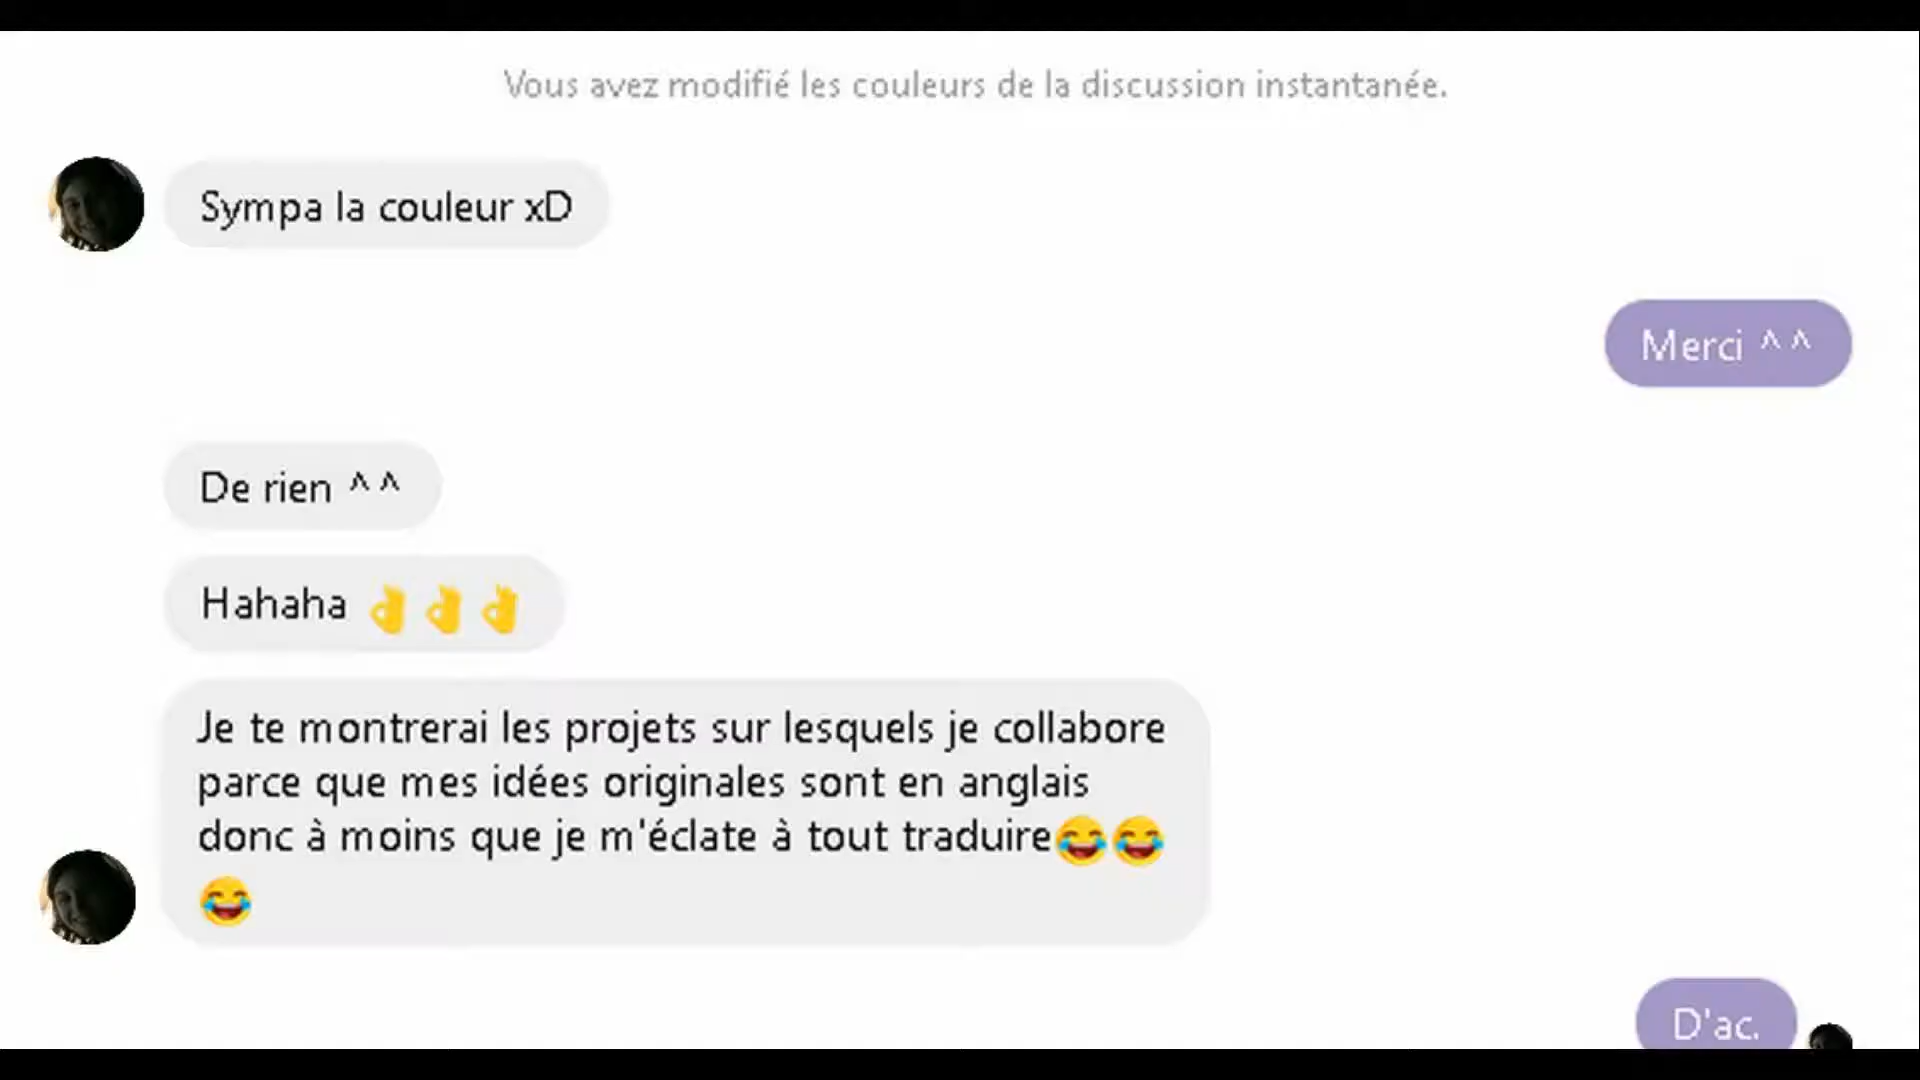 Vous avez modifié les couleurs de la discussion instantanée.
Sympa la couleur xD
Merci ^^
De rien ^^
Hahaha 👌👌👌
Je te montrerai les projets sur lesquels je collabore
parce que mes idées originales sont en anglais
donc à moins que je m'éclate à tout traduire😂😂
😂
D'ac.